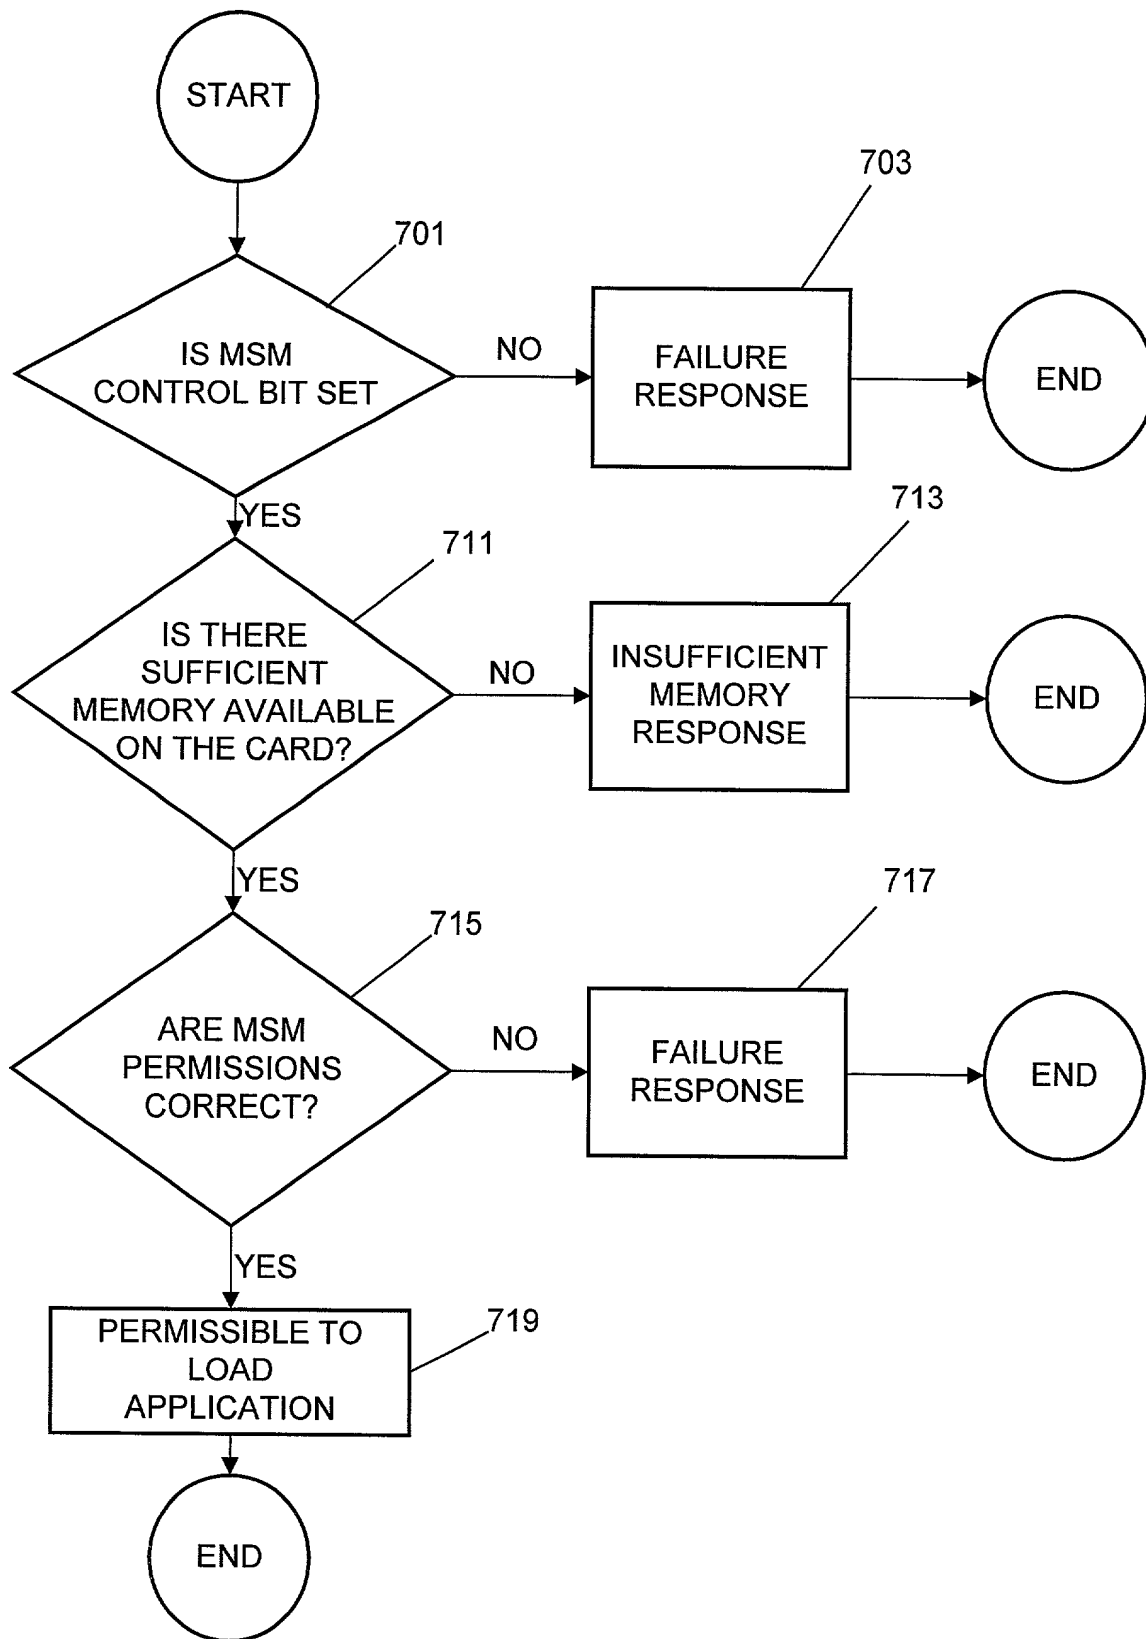 START
703
701
IS MSM
CONTROL BIT SET
NO
FAILURE
RESPONSE
END
YES
713
711
IS THERE
SUFFICIENT
MEMORY AVAILABLE
ON THE CARD?
NO
INSUFFICIENT
MEMORY
RESPONSE
END
YES
717
715
ARE MSM
PERMISSIONS
CORRECT?
NO
FAILURE
RESPONSE
END
YES
719
PERMISSIBLE TO
LOAD
APPLICATION
END